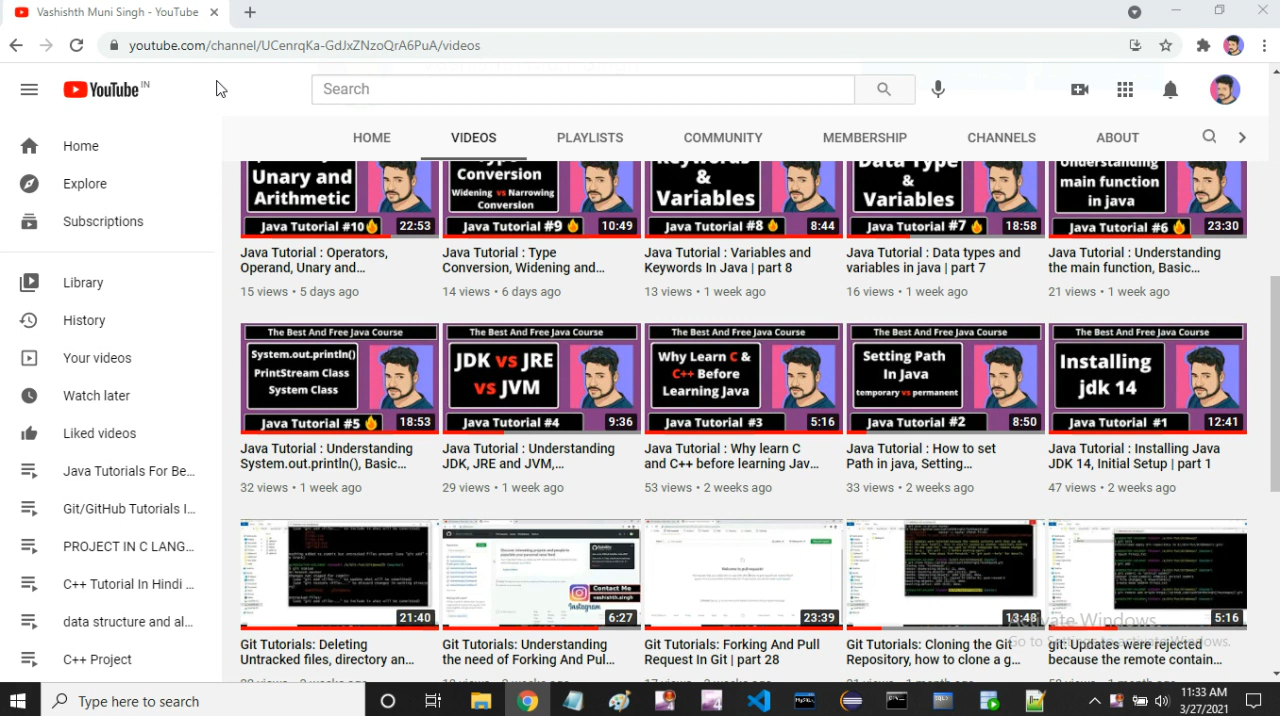 Vashishth Muni Singh - YouTube
youtube.com/channel/UCenrqKa-GdJxZNzoQrA6PuA/videos
YouTube IN
Search
HOME VIDEOS PLAYLISTS COMMUNITY MEMBERSHIP CHANNELS ABOUT
Home
Explore
Subscriptions
Library
History
Your videos
Watch later
Liked videos
Java Tutorials For Be...
Git/GitHub Tutorials I...
PROJECT IN C (LANG...
C++ Tutorial In Hindi ...
datastructure and al...
C++ Project
Unary and
Arithmetic
Java Tutorial #10
22:53
Java Tutorial : Operators,
Operand, Unary and...
15 views • 5 days ago
Conversion
Widening vs Narrowing
Conversion
Java Tutorial #9
10:49
Java Tutorial : Type
Conversion, Widening and...
14 views • 6 days ago
Keywords
&
Variables
Java Tutorial #8
8:44
Java Tutorial : Variables and
Keywords In Java | part 8
13 views • 1 week ago
Data Type
&
Variables
Java Tutorial #7
18:58
Java Tutorial : Data types and
variables in java | part 7
16 views • 1 week ago
Understanding
main function
in java
Java Tutorial #6
23:30
Java Tutorial : Understanding
the main function, Basic...
21 views • 1 week ago
The Best And Free Java Course
System.out.println()
PrintStream Class
System Class
Java Tutorial #5
18:53
Java Tutorial : Understanding
System.out.println(), Basic...
32 views • 1 week ago
The Best And Free Java Course
JDK vs JRE
vs JVM
Java Tutorial #4
9:36
Java Tutorial : Understanding
JDK, JRE and JVM,...
29 views • 1 week ago
The Best And Free Java Course
Why Learn C &
C++ Before
Learning Java
Java Tutorial #3
5:16
Java Tutorial : Why learn C
and C++ before learning Jav...
53 views • 2 weeks ago
The Best And Free Java Course
Setting Path
In Java
temporary vs permanent
Java Tutorial #2
8:50
Java Tutorial : How to set
Path in java, Setting...
33 views • 2 weeks ago
The Best And Free Java Course
Installing
jdk 14
Java Tutorial #1
12:41
Java Tutorial : Installing Java
JDK 14, Initial Setup | part 1
47 views • 2 weeks ago
21:40
Git Tutorials: Deleting
Untracked files, directory an...
Contact Me
Instagram
Git Tutorials: Understanding
the need of Forking And Pul...
23:39
Git Tutorials: Forking And Pull
Request In Git | part 28
13:48
Git Tutorials: Cloning the Git
Repository, how to clone a g...
5:16
git: Updates were rejected
because the remote contain...
Activate Windows
Go to Settings to activate Windows.
Type here to search
11:33 AM
3/27/2021